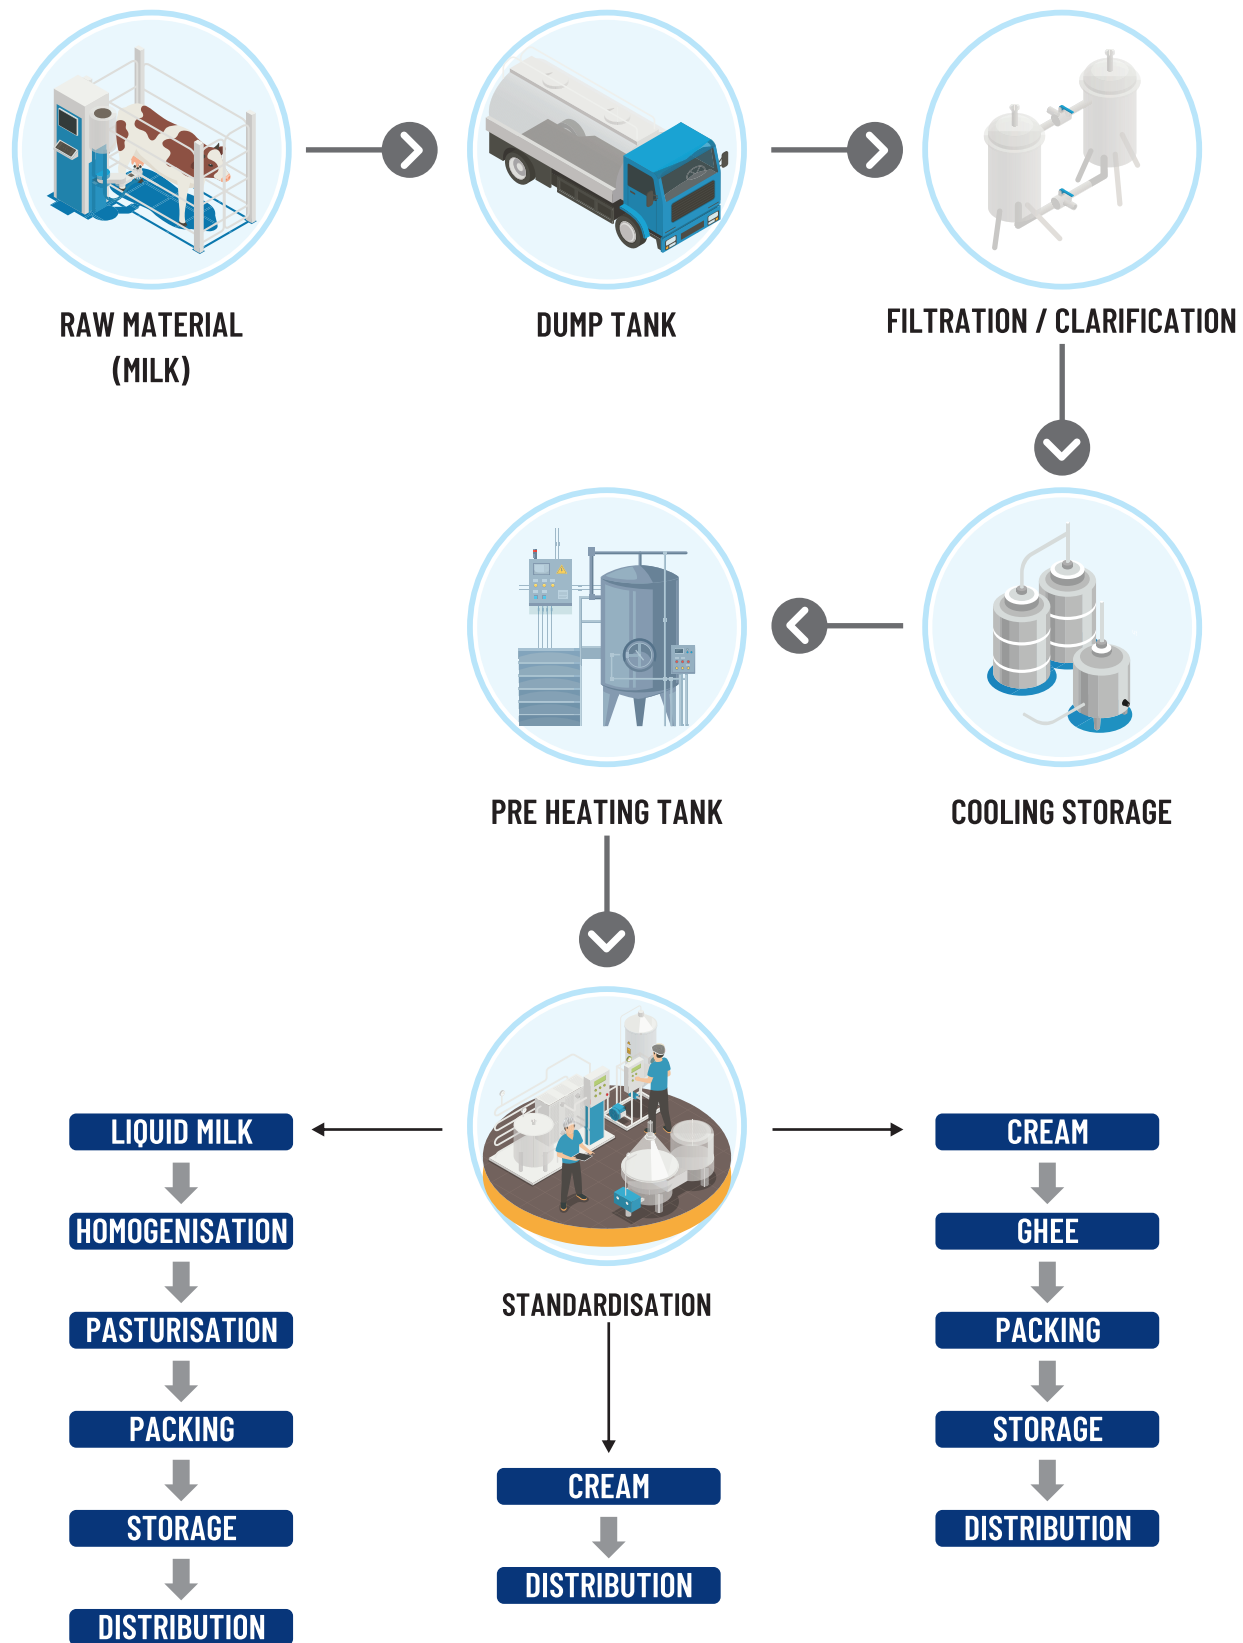 RAW MATERIAL
(MILK)
DUMP TANK
FILTRATION / CLARIFICATION
PRE HEATING TANK
COOLING STORAGE
STANDARDISATION
LIQUID MILK
HOMOGENISATION
PASTURISATION
PACKING
STORAGE
DISTRIBUTION
CREAM
DISTRIBUTION
CREAM
GHEE
PACKING
STORAGE
DISTRIBUTION